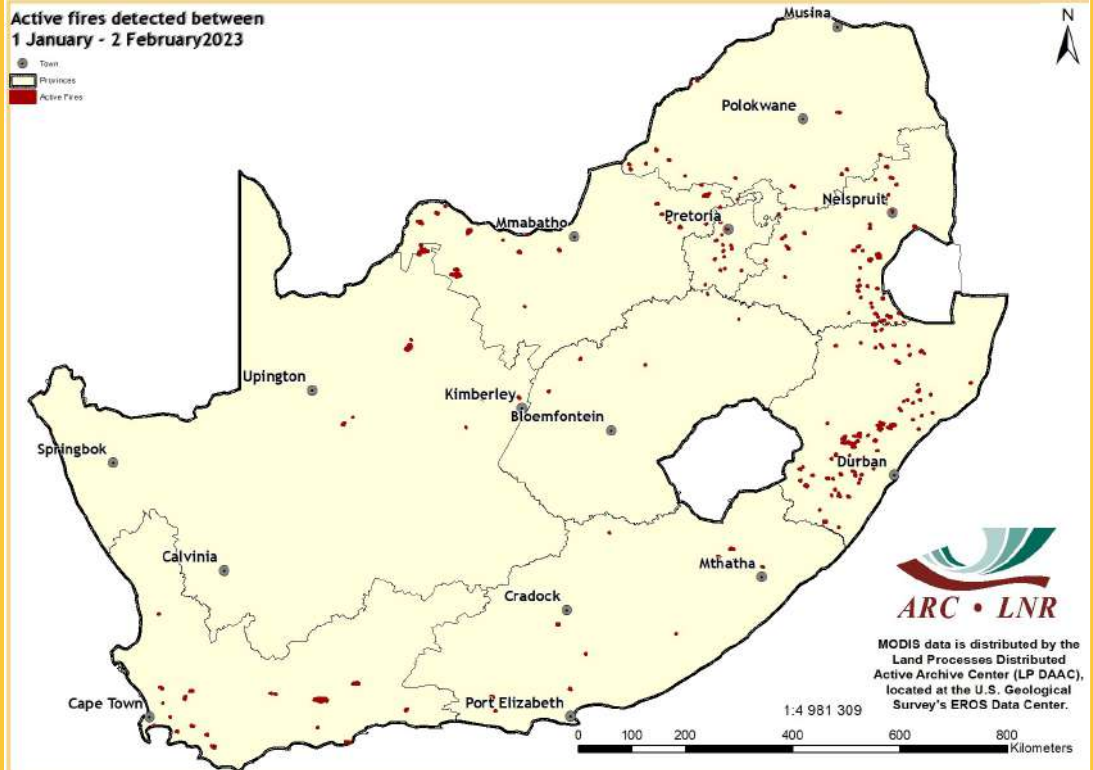 Active fires detected between
1 January - 2 February2023
Town
Provinces
Active Fires
N
Musina
Polokwane
Nelspruit
Pretoria
Mmabatho
Upington
Kimberley
Bloemfontein
Springbok
Durban
Calvinia
Mthatha
Cradock
Cape Town
Port Elizabeth
ARC • LNR
MODIS data is distributed by the
Land Processes Distributed
Active Archive Center (LP DAAC),
located at the U.S. Geological
Survey's EROS Data Center.
1:4 981 309
0 100 200 400 600 800
Kilometers